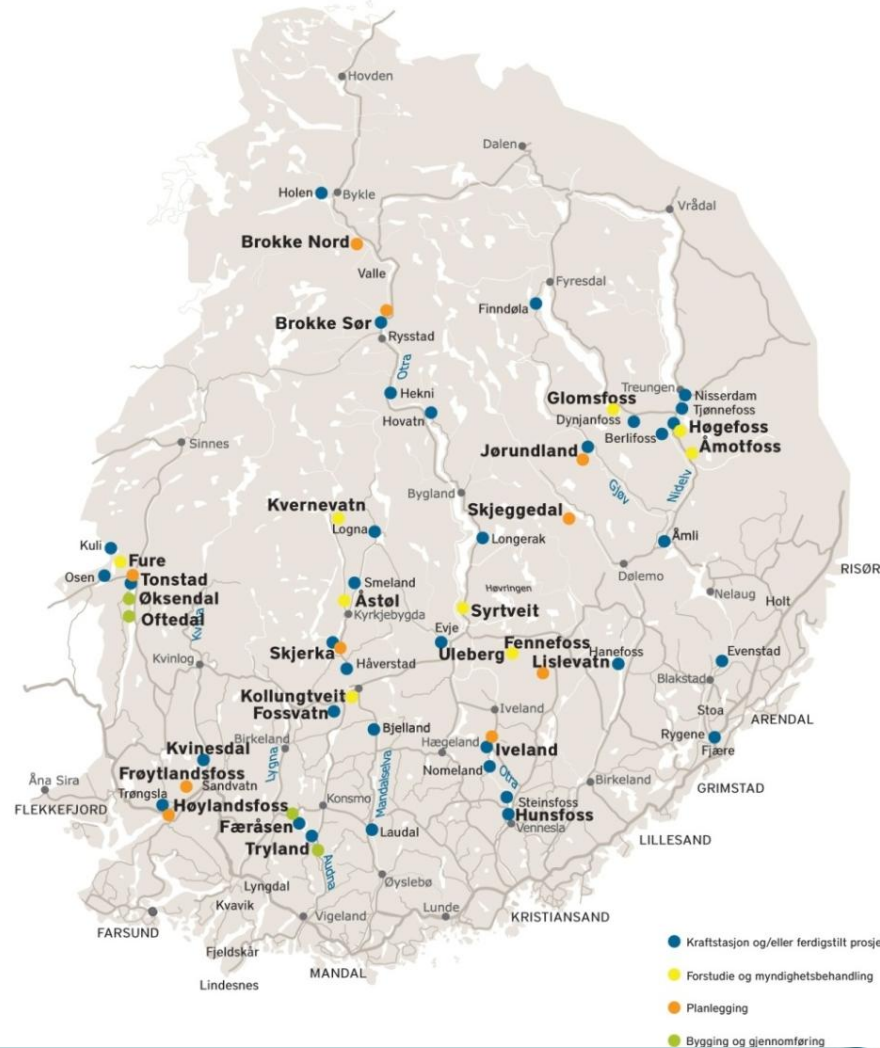 Hovden
Dalen
Holen
Bykle
Vrådal
Brokke Nord
Valle
Fyresdal
Finndøla
Brokke Sør
Rysstad
Otra
Hekni
Hovatn
Treungen
Nisserdam
Glomsfoss
Tjønnefoss
Dynjanfoss
Høgefoss
Berlifoss
Åmotfoss
Sinnes
Jørundland
Gjøv
Nidelv
Bygland
Kvernevatn
Skjeggedal
Logna
Longerak
Åmli
Kuli
Fure
Osen
Tonstad
Øksendal
Oftedal
Kvina
Smeland
Åstøl
Kyrkjebygda
Høvringen
Syrtveit
Dølemo
Nelaug
Holt
RISØR
Evje
Uleberg
Fennefoss
Lislevatn
Hanefoss
Evenstad
Kvinlog
Skjerka
Håverstad
Blakstad
Kollungtveit
Fossvatn
Iveland
Stoa
ARENDAL
Birkeland
Bjelland
Hægeland
Iveland
Rygene
Fjære
Kvinesdal
Lygna
Mandalselva
Nomeland
Otra
Frøytlandsfoss
Sandvatn
Birkeland
GRIMSTAD
Åna Sira
FLEKKEFJORD
Trøngsla
Høylandsfoss
Konsmo
Steinsfoss
Hunsfoss
Vennesla
Færåsen
Laudal
LILLESAND
Tryland
Audna
Øyslebø
Lyngdal
Kvavik
Vigeland
Lunde
KRISTIANSAND
FARSUND
Fjeldskår
MANDAL
Lindesnes
Kraftstasjon og/eller ferdigstilt prosje
Forstudie og myndighetsbehandling
Planlegging
Bygging og gjennomføring